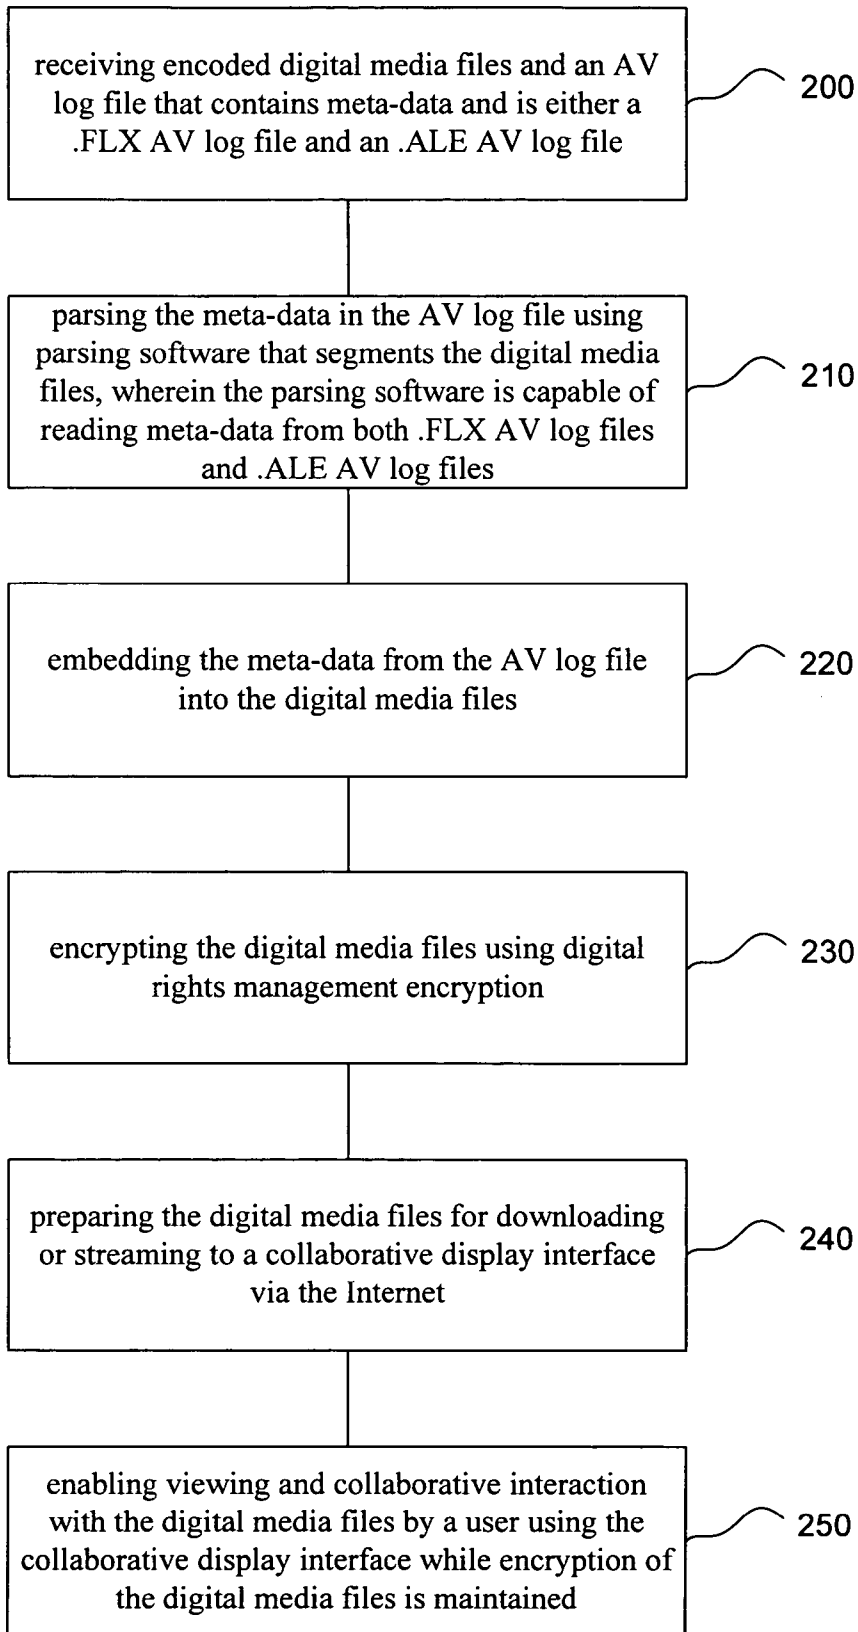 receiving encoded digital media files and an AV
log file that contains meta-data and is either a
.FLX AV log file and an .ALE AV log file
200
parsing the meta-data in the AV log file using
parsing software that segments the digital media
files, wherein the parsing software is capable of
reading meta-data from both .FLX AV log files
and .ALE AV log files
210
embedding the meta-data from the AV log file
into the digital media files
220
encrypting the digital media files using digital
rights management encryption
230
preparing the digital media files for downloading
or streaming to a collaborative display interface
via the Internet
240
enabling viewing and collaborative interaction
with the digital media files by a user using the
collaborative display interface while encryption of
the digital media files is maintained
250